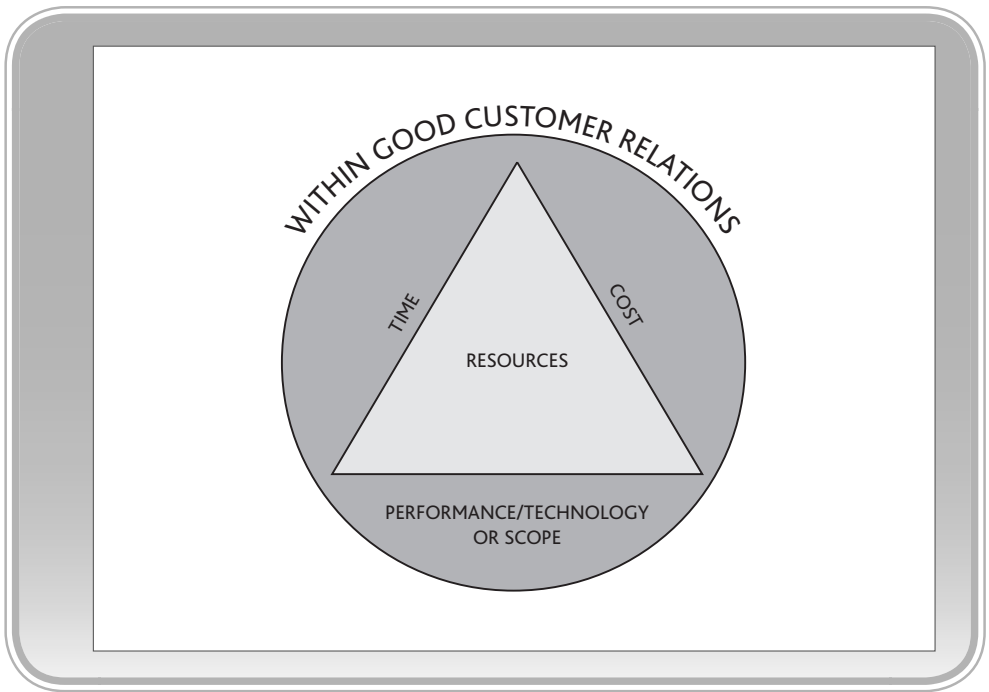 WITHIN GOOD CUSTOMER RELATIONS
TIME
COST
RESOURCES
PERFORMANCE/TECHNOLOGY
OR SCOPE